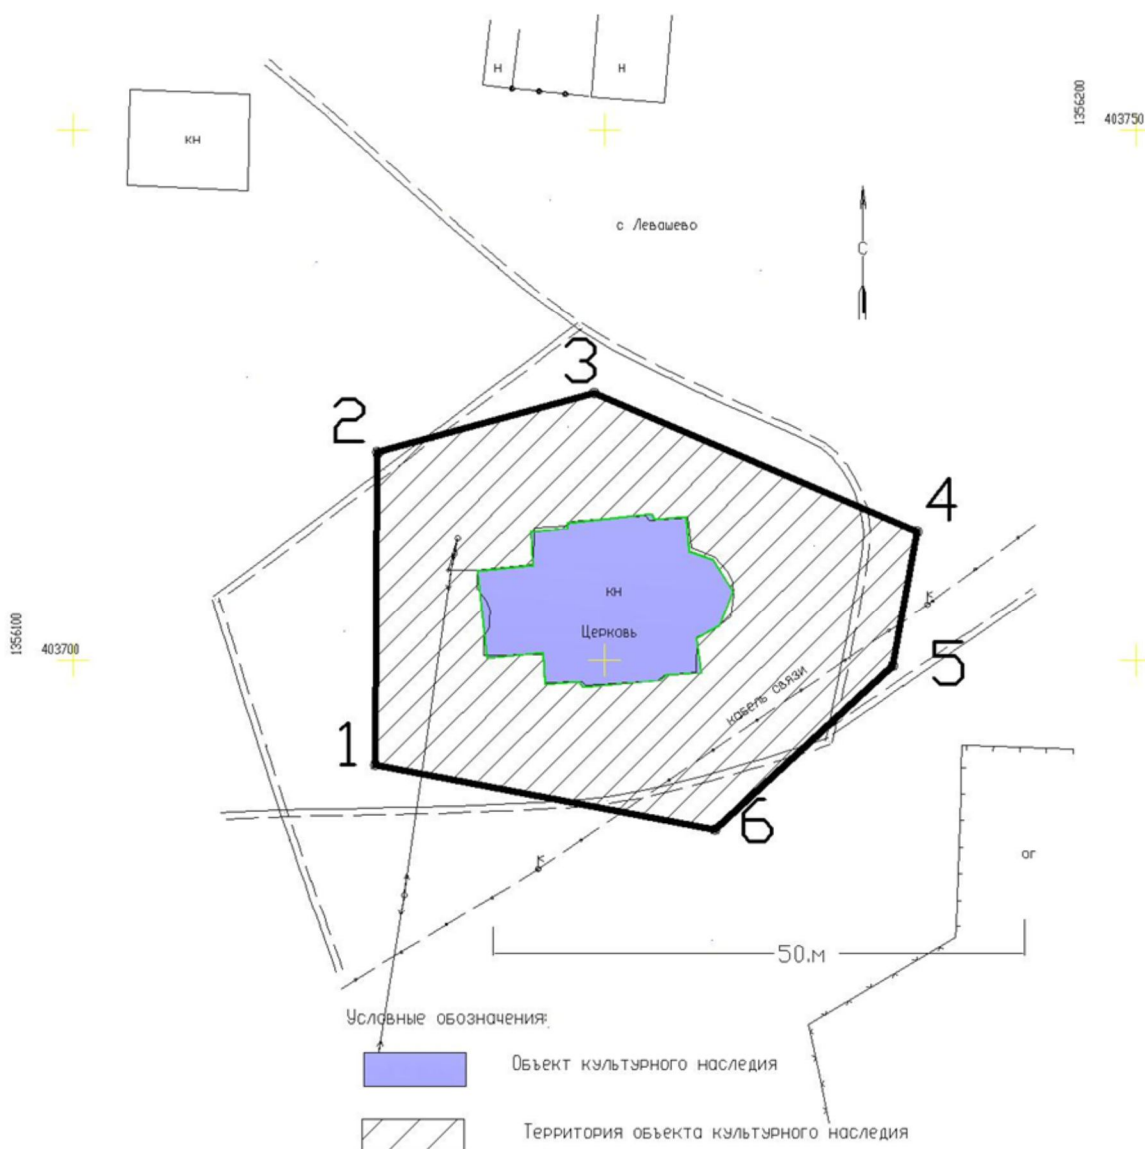 н
н
1356200
403750
кн
с Левашево
С
3
2
4
кн
Церковь
1356100
403700
5
кабель связи
1
6
к
к
ог
50.м
Условные обозначения:
Объект культурного наследия
Территория объекта культурного наследия